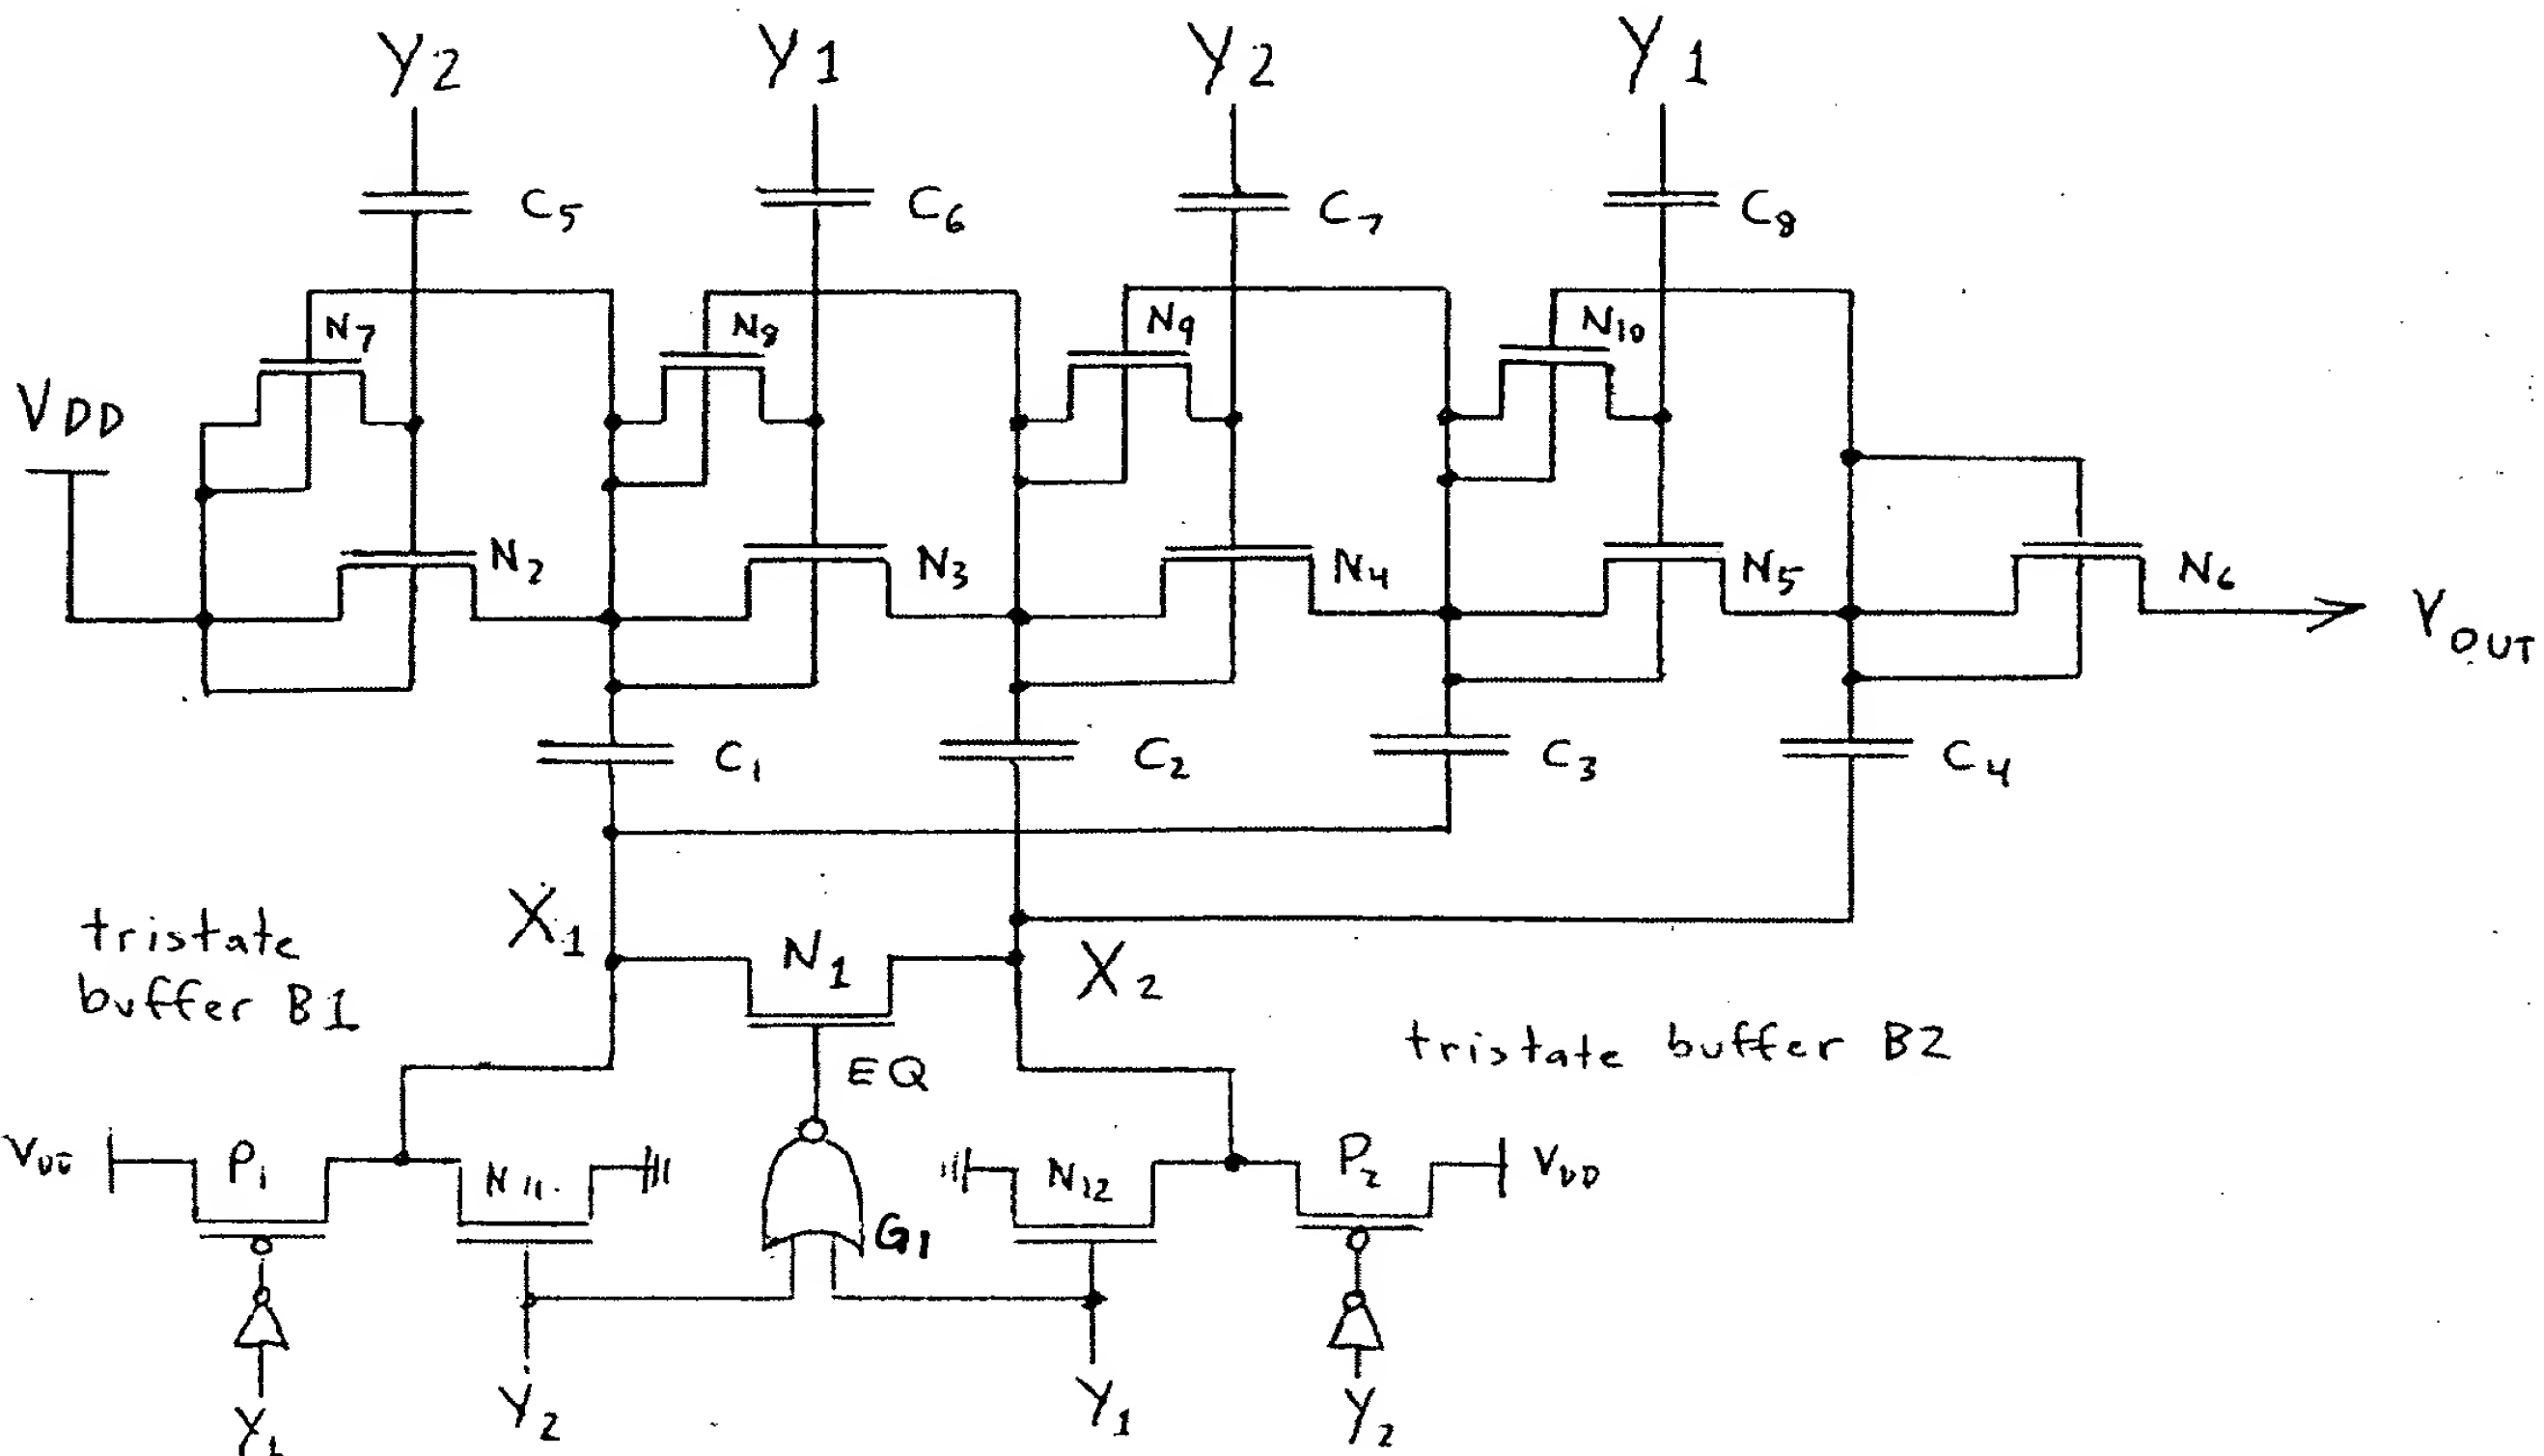 Y2 Y1 Y2 Y1
C5 C6 C7 C8
N7 N8 N9 N10
VDD
N2 N3 N4 N5 N6
VOUT
C1 C2 C3 C4
X1 N1 X2
tristate
buffer B1
EQ
tristate buffer B2
P1 N11 G1 N12 P2 VDD
Y2 Y1 Y2